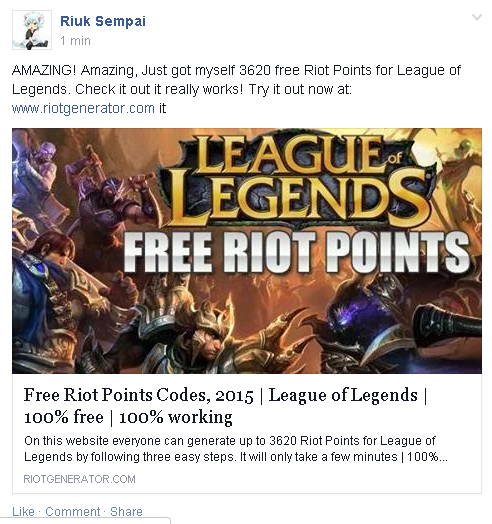 Riuk Sempai
1 min
AMAZING! Amazing, Just got myself 3620 free Riot Points for League of
Legends. Check it out it really works! Try it out now at:
www.riotgenerator.com it
LEAGUE of
LEGENDS
FREE RIOT POINTS
Free Riot Points Codes, 2015 | League of Legends |
100% free | 100% working
On this website everyone can generate up to 3620 Riot Points for League of
Legends by following three easy steps. It will only take a few minutes | 100%...
RIOTGENERATOR.COM
Like · Comment · Share